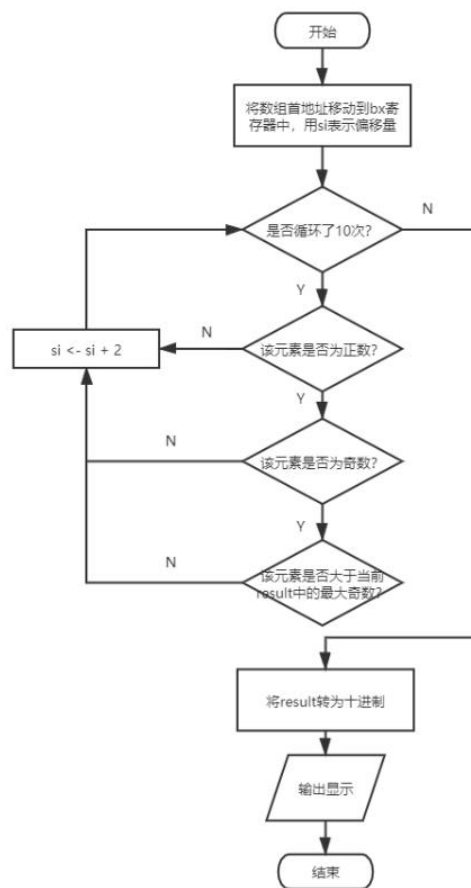 开始
将数组首地址移动到bx寄
存器中，用si表示偏移量
是否循环了10次?
N
Y
si <- si + 2
N
该元素是否为正数?
Y
N
该元素是否为奇数?
Y
N
该元素是否大于当前
result中的最大奇数?
将result转为十进制
输出显示
结束